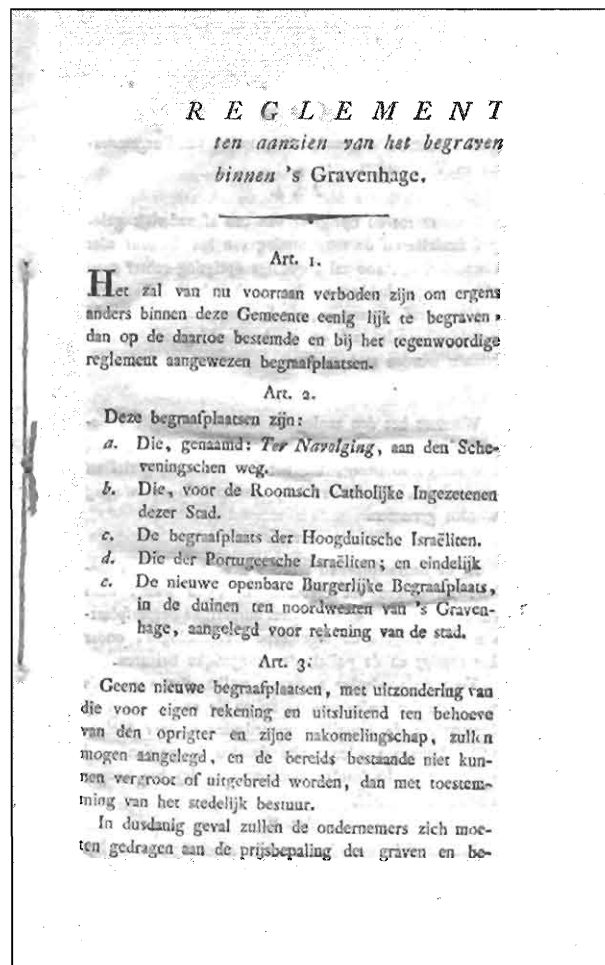 REGLEMENT
ten aanzien van het begraven
binnen 's Gravenhage.
Art. 1.
Het zal van nu voortaan verboden zijn om ergens
anders binnen deze Gemeente eenig lijk te begraven,
dan op de daartoe bestemde en bij het tegenwoordige
reglement aangewezen begraafplaatsen.
Art. 2.
Deze begraafplaatsen zijn:
a. Die, genaamd: Ter Navolging, aan den Sche-
veningschen weg.
b. Die, voor de Roomsch Catholijke Ingezetenen
dezer Stad.
c. De begraafplaats der Hoogduitsche Israëliten.
d. Die der Portugeesche Israëliten; en eindelijk
e. De nieuwe openbare Burgerlijke Begraafplaats,
in de duinen ten noordwesten van 's Graven-
hage, aangelegd voor rekening van de stad.
Art. 3.
Geene nieuwe begraafplaatsen, met uitzondering van
die voor eigen rekening en uitsluitend ten behoeve
van den oprigter en zijne nakomelingschap, zullen
mogen aangelegd, en de bereids bestaande niet kun-
nen vergroot of uitgebreid worden, dan met toestem-
ming van het stedelijk bestuur.
In dusdanig geval zullen de ondernemers zich moe-
ten gedragen aan de prijsbepaling der graven en be-